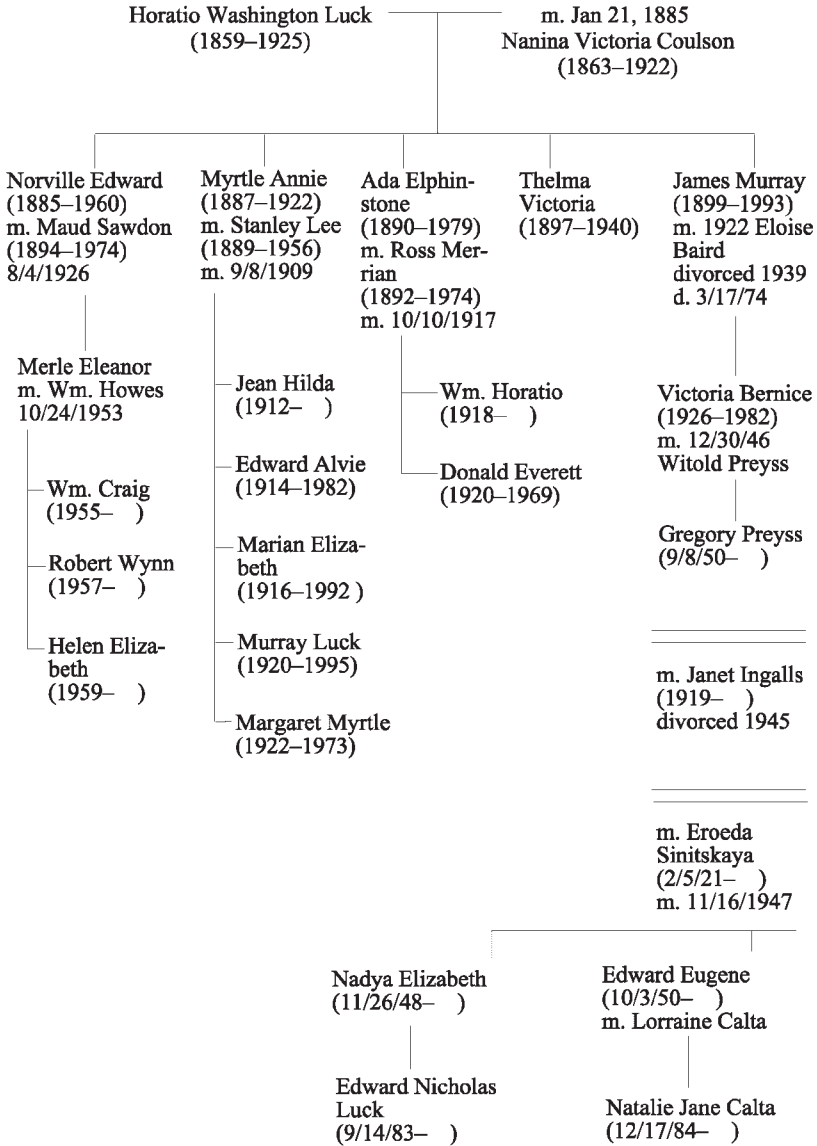 Horatio Washington Luck
(1859–1925)
m. Jan 21, 1885
Nanina Victoria Coulson
(1863–1922)
Norville Edward
(1885–1960)
m. Maud Sawdon
(1894–1974)
8/4/1926
Myrtle Annie
(1887–1922)
m. Stanley Lee
(1889–1956)
m. 9/8/1909
Ada Elphin-
stone
(1890–1979)
m. Ross Mer-
rian
(1892–1974)
m. 10/10/1917
Thelma
Victoria
(1897–1940)
James Murray
(1899–1993)
m. 1922 Eloise
Baird
divorced 1939
d. 3/17/74
Merle Eleanor
m. Wm. Howes
10/24/1953
Wm. Craig
(1955–    )
Robert Wynn
(1957–    )
Helen Eliza-
beth
(1959–    )
Jean Hilda
(1912–    )
Edward Alvie
(1914–1982)
Marian Eliza-
beth
(1916–1992 )
Murray Luck
(1920–1995)
Margaret Myrtle
(1922–1973)
Wm. Horatio
(1918–    )
Donald Everett
(1920–1969)
Victoria Bernice
(1926–1982)
m. 12/30/46
Witold Preyss
Gregory Preyss
(9/8/50–    )
m. Janet Ingalls
(1919–    )
divorced 1945
m. Eroeda
Sinitskaya
(2/5/21–    )
m. 11/16/1947
Nadya Elizabeth
(11/26/48–    )
Edward Nicholas
Luck
(9/14/83–    )
Edward Eugene
(10/3/50–    )
m. Lorraine Calta
Natalie Jane Calta
(12/17/84–    )